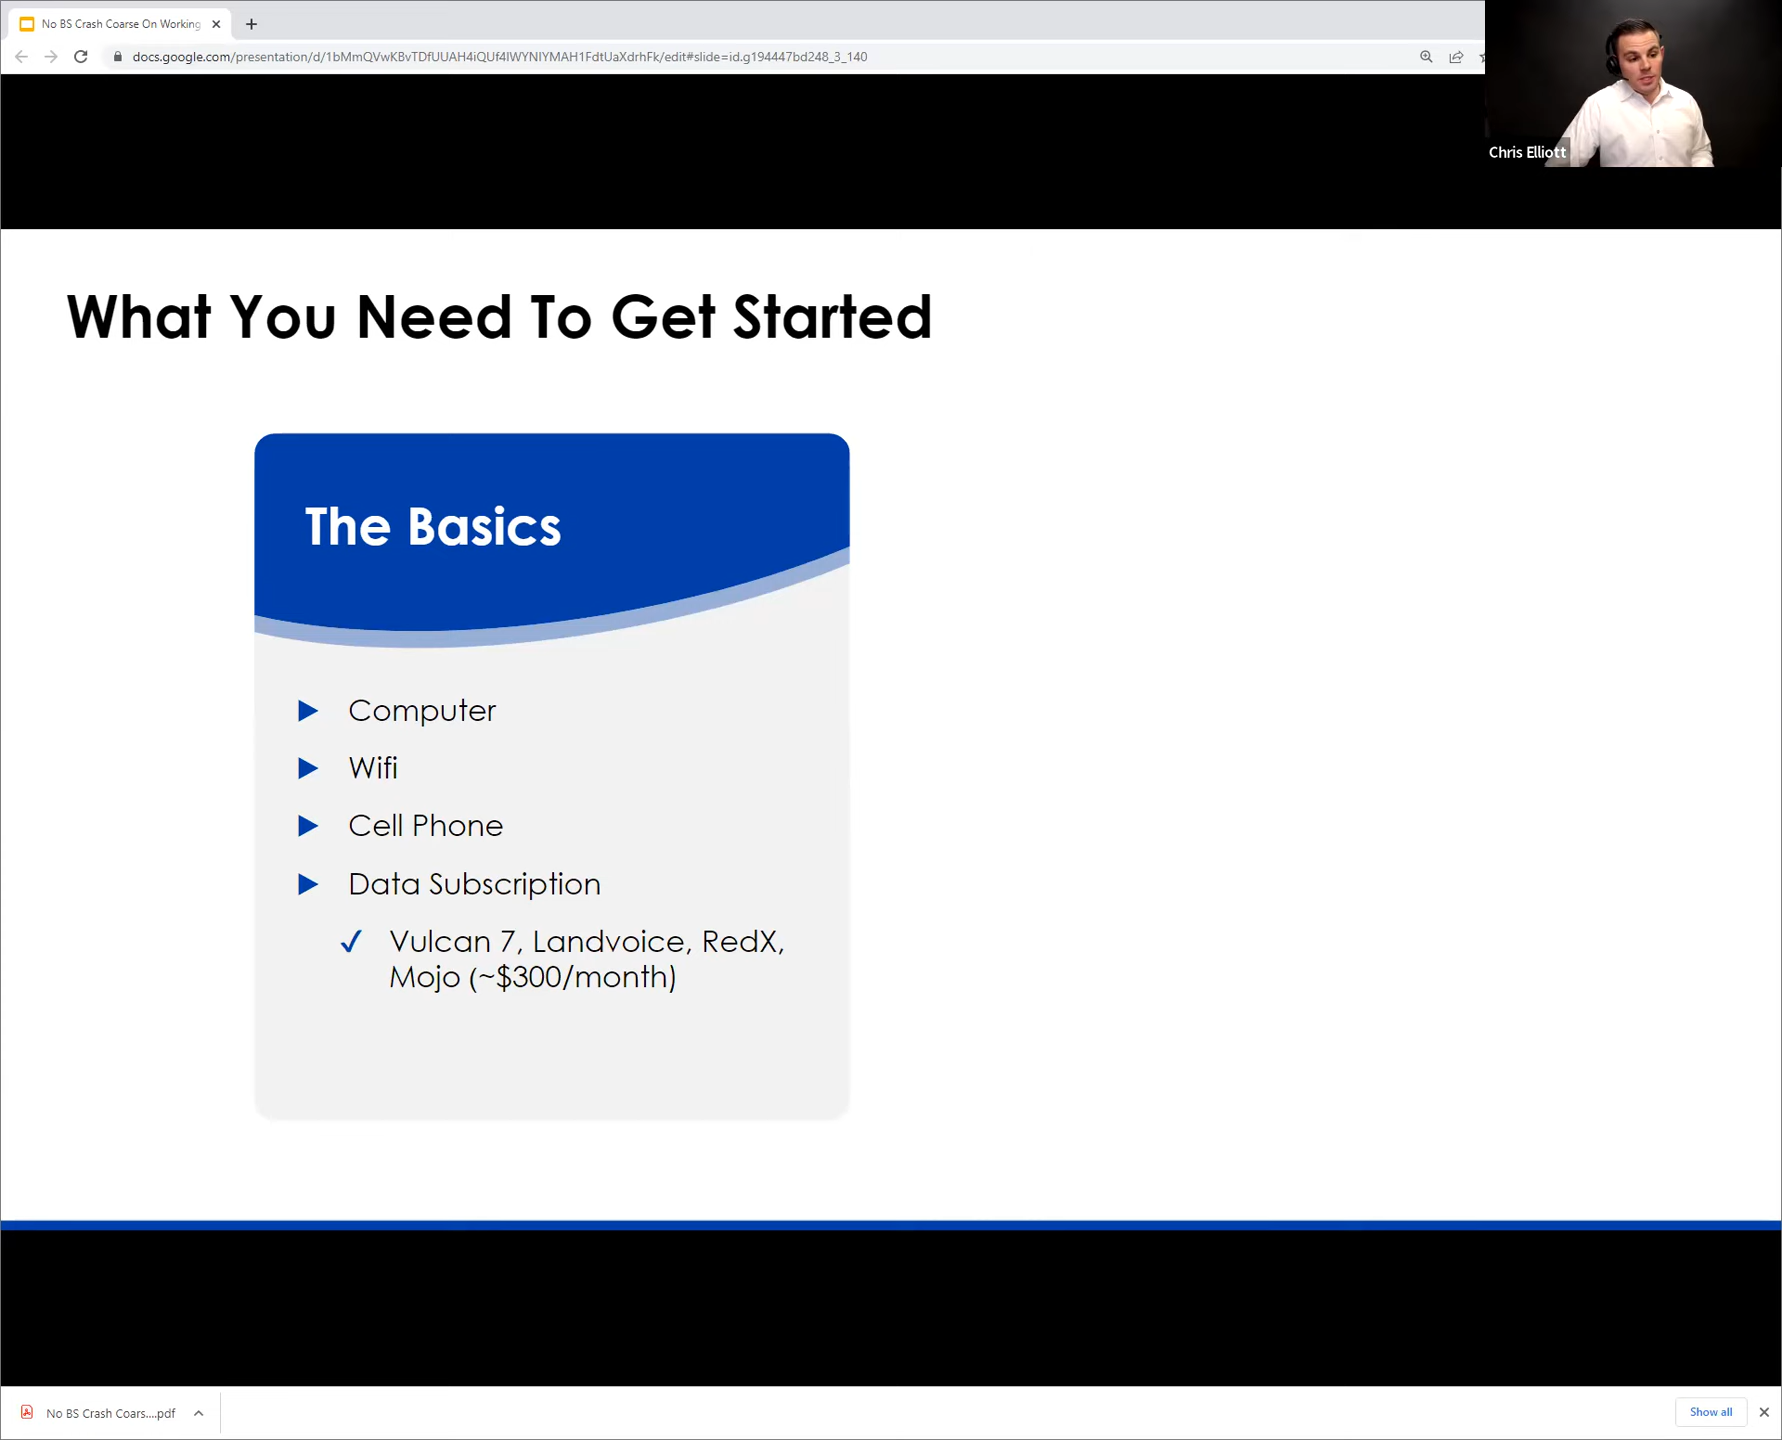 No BS Crash Coarse On Working
docs.google.com/presentation/d/1bMmQVwKBvTDfUUAH4iQUf4IWYNIYMAH1FdtUaXdrhFk/edit#slide=id.g194447bd248_3_140
Chris Elliott
What You Need To Get Started
The Basics
Computer
Wifi
Cell Phone
Data Subscription
Vulcan 7, Landvoice, RedX,
Mojo (~$300/month)
No BS Crash Coars....pdf
Show all